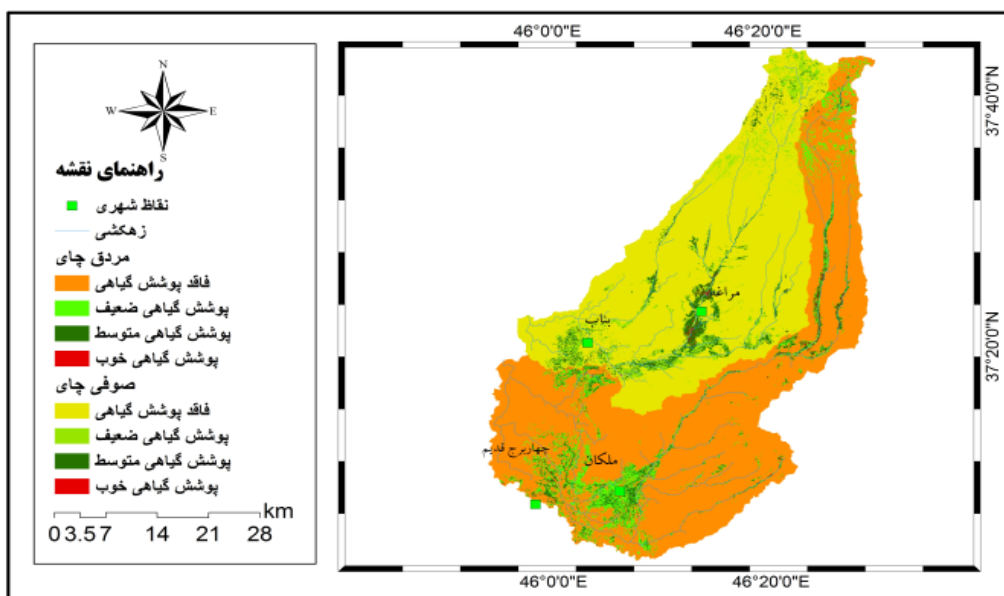 46°0'0"E 46°20'0"E
37°40'0"N
37°20'0"N
46°0'0"E 46°20'0"E
N
W E
S
راهنمای نقشه
نقاظ شهری
زهکشی
مردق چای
فاقد پوشش گیاهی
پوشش گیاهی ضعیف
پوشش گیاهی متوسط
پوشش گیاهی خوب
صوفی چای
فاقد پوشش گیاهی
پوشش گیاهی ضعیف
پوشش گیاهی متوسط
پوشش گیاهی خوب
km
0 3.5 7 14 21 28
مراغه
بناب
چهاربرج قدیم
ملکان